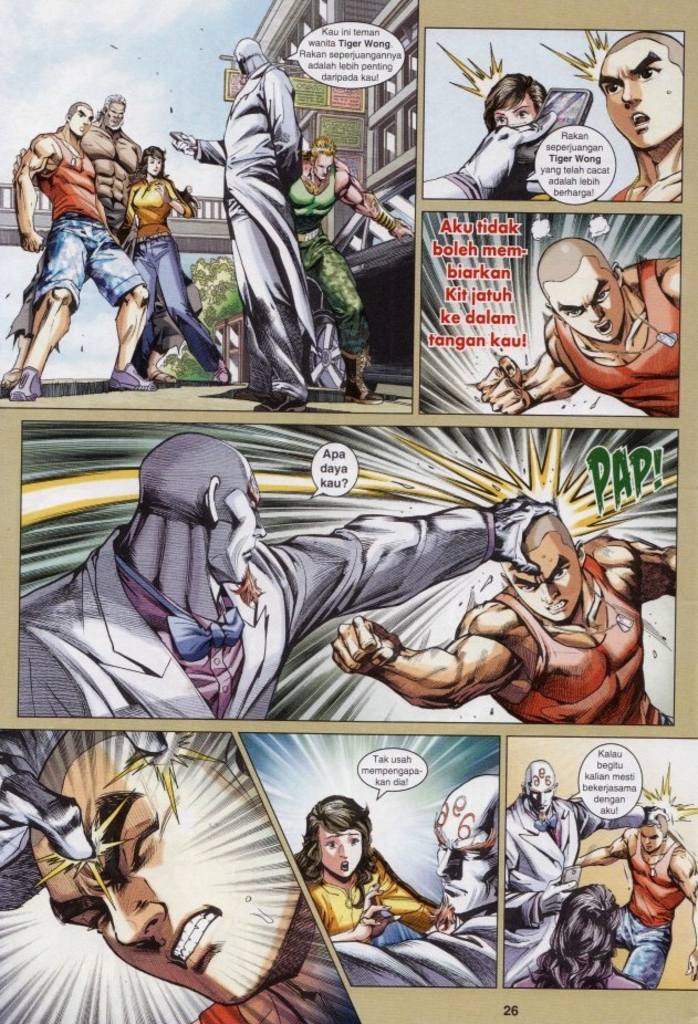 Kau ini teman
wanita Tiger Wong.
Rakan seperjuangannya
adalah lebih penting
daripada kau!
Rakan
seperjuangan
Tiger Wong
yang telah
adalah lebih
berharga!
Aku tidak
boleh mem-
biarkan
Kit jatuh
ke dalam
tangan kau!
Apa
daya
kau?
PAP!
Tak usah
mempengapa-
kan dia!
Kalau
begitu
kalian mesti
bekerjasama
dengan
aku!
26